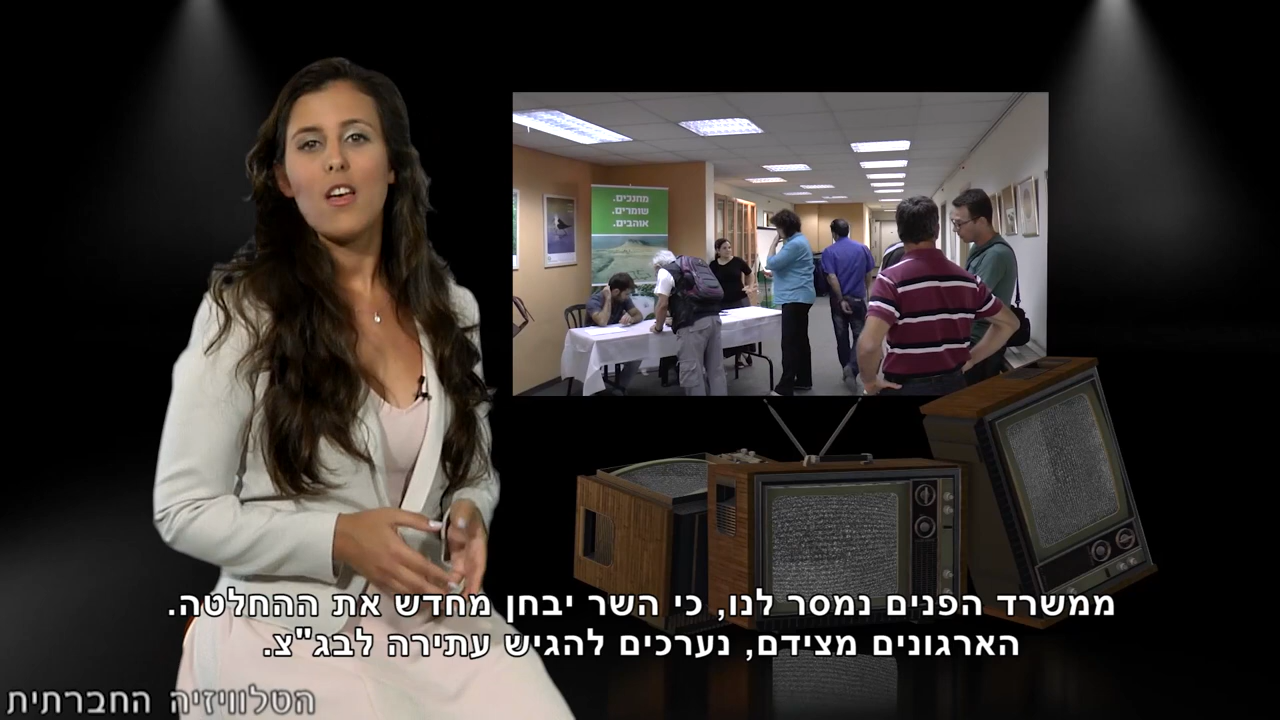 מחנכים.
שומרים.
אוהבים.
ממשרד הפנים נמסר לנו, כי השר יבחן מחדש את ההחלטה.
הארגונים מצידם, נערכים להגיש עתירה לבג"צ.
הטלוויזיה החברתית